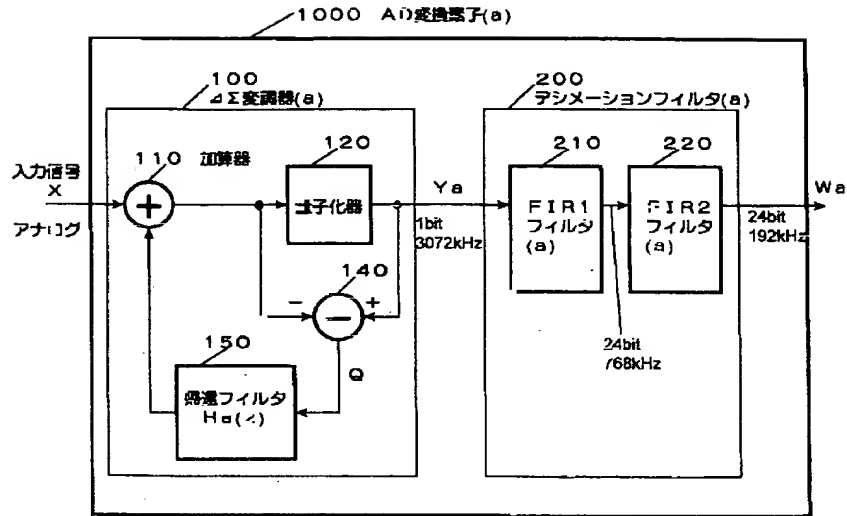 1000 AD変換素子(a)
100
ΔΣ変調器(a)
200
デシメーションフィルタ(a)
110 加算器
120
210
220
入力信号
X
アナログ
+
量子化器
Ya
1bit
3072kHz
FIR1
フィルタ
(a)
FIR2
フィルタ
(a)
Wa
24bit
192kHz
140
-
+
−
24bit
768kHz
150
Q
帰還フィルタ
Ha(z)